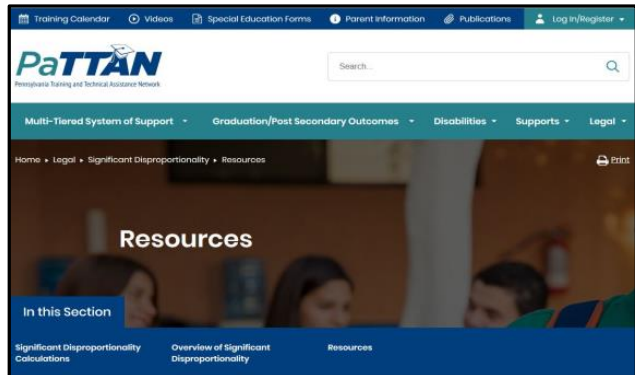 Training Calendar Videos Special Education Forms Parent Information Publications Log In/Register
PaTTAN
Pennsylvania Training and Technical Assistance Network
Search...
Multi-Tiered System of Support Graduation/Post Secondary Outcomes Disabilities Supports Legal
Home ▸ Legal ▸ Significant Disproportionality ▸ Resources Print
Resources
In this Section
Significant Disproportionality Overview of Significant Resources
Calculations Disproportionality